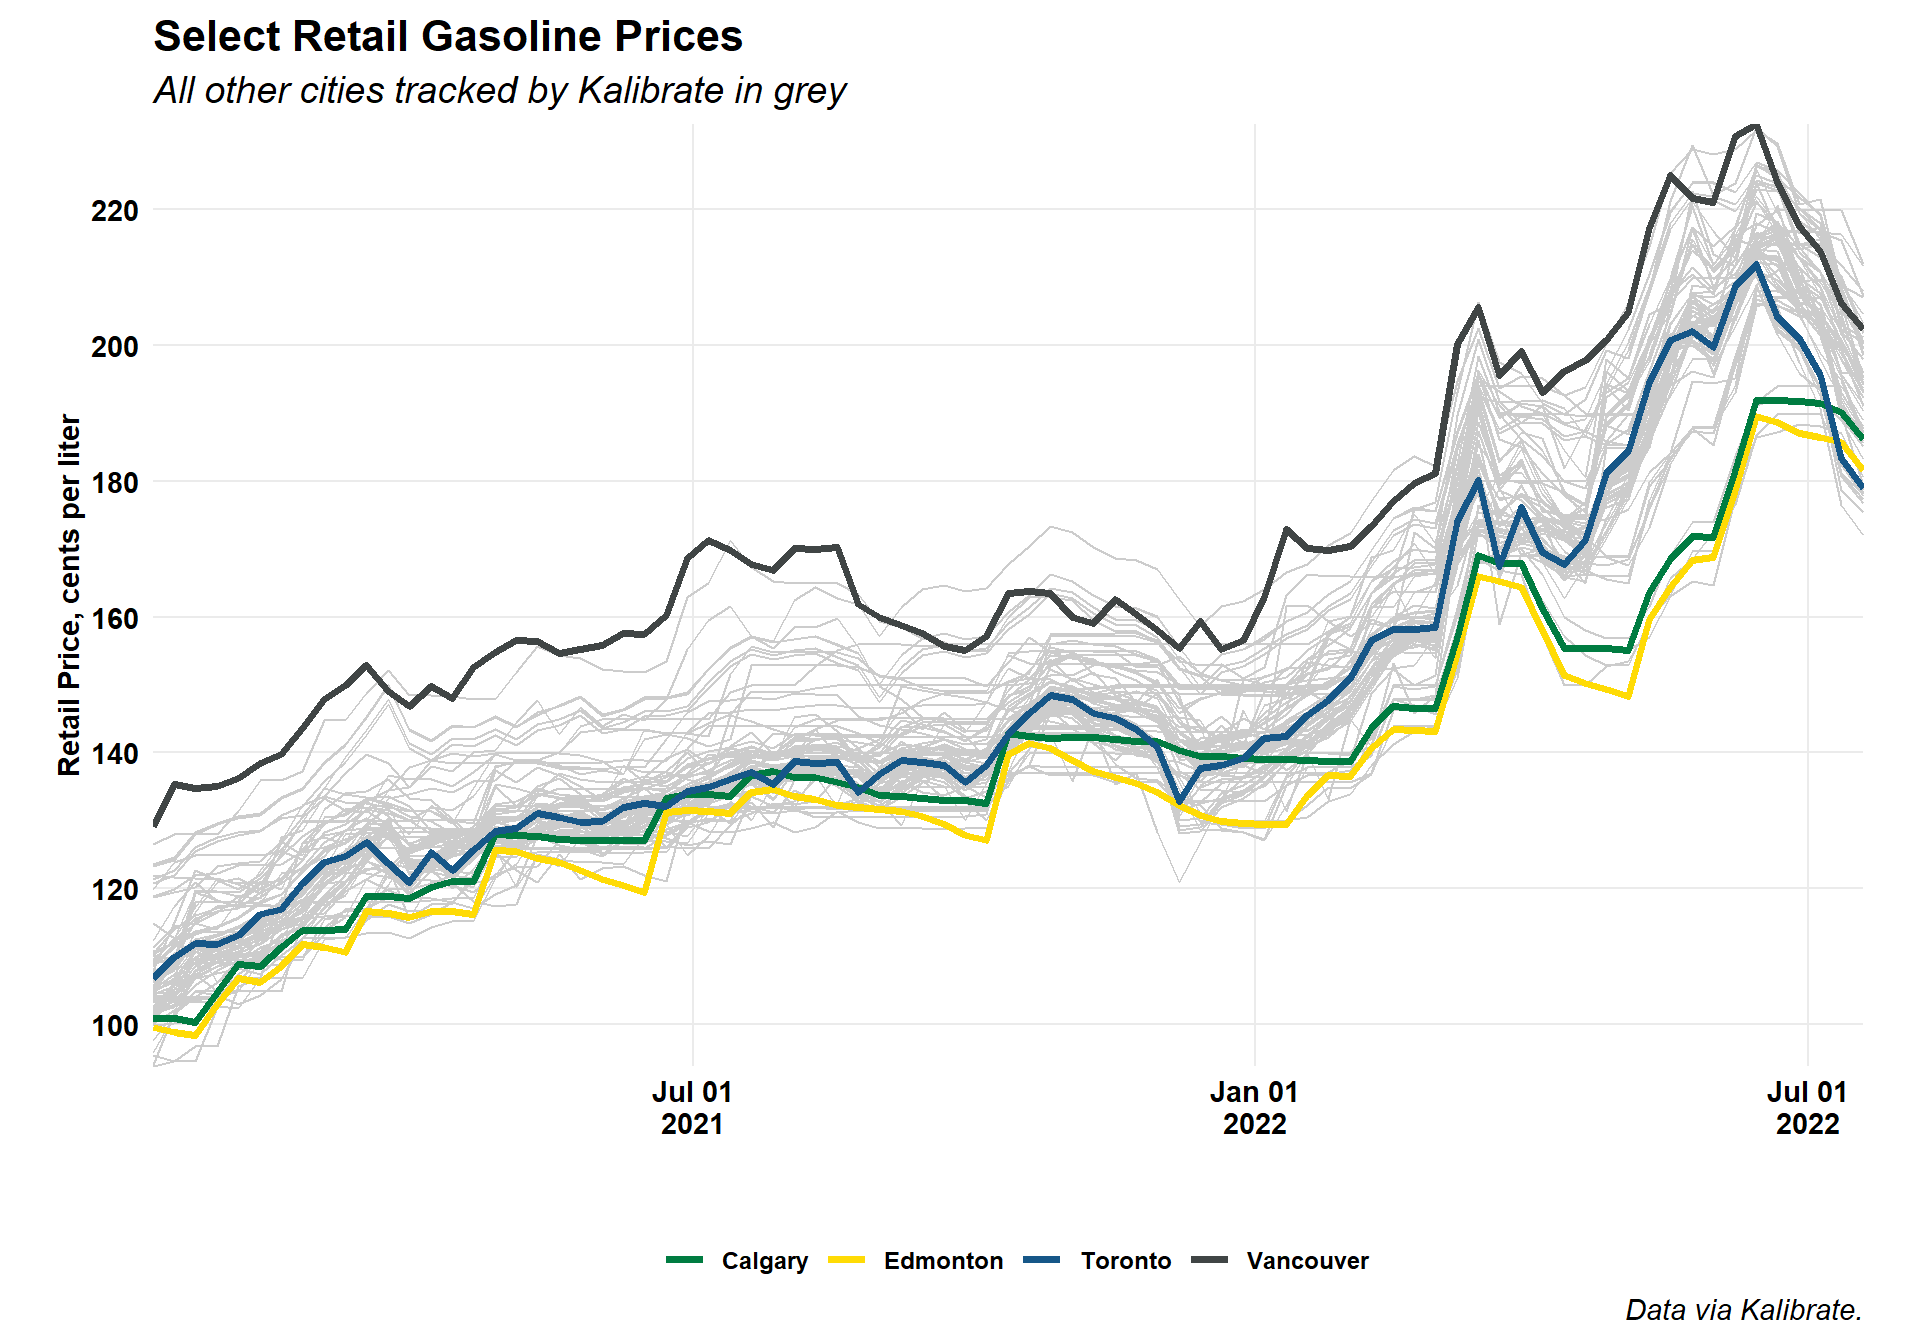 Select Retail Gasoline Prices
All other cities tracked by Kalibrate in grey
Retail Price, cents per liter
220
200
180
160
140
120
100
Jul 01
2021
Jan 01
2022
Jul 01
2022
Calgary Edmonton Toronto Vancouver
Data via Kalibrate.